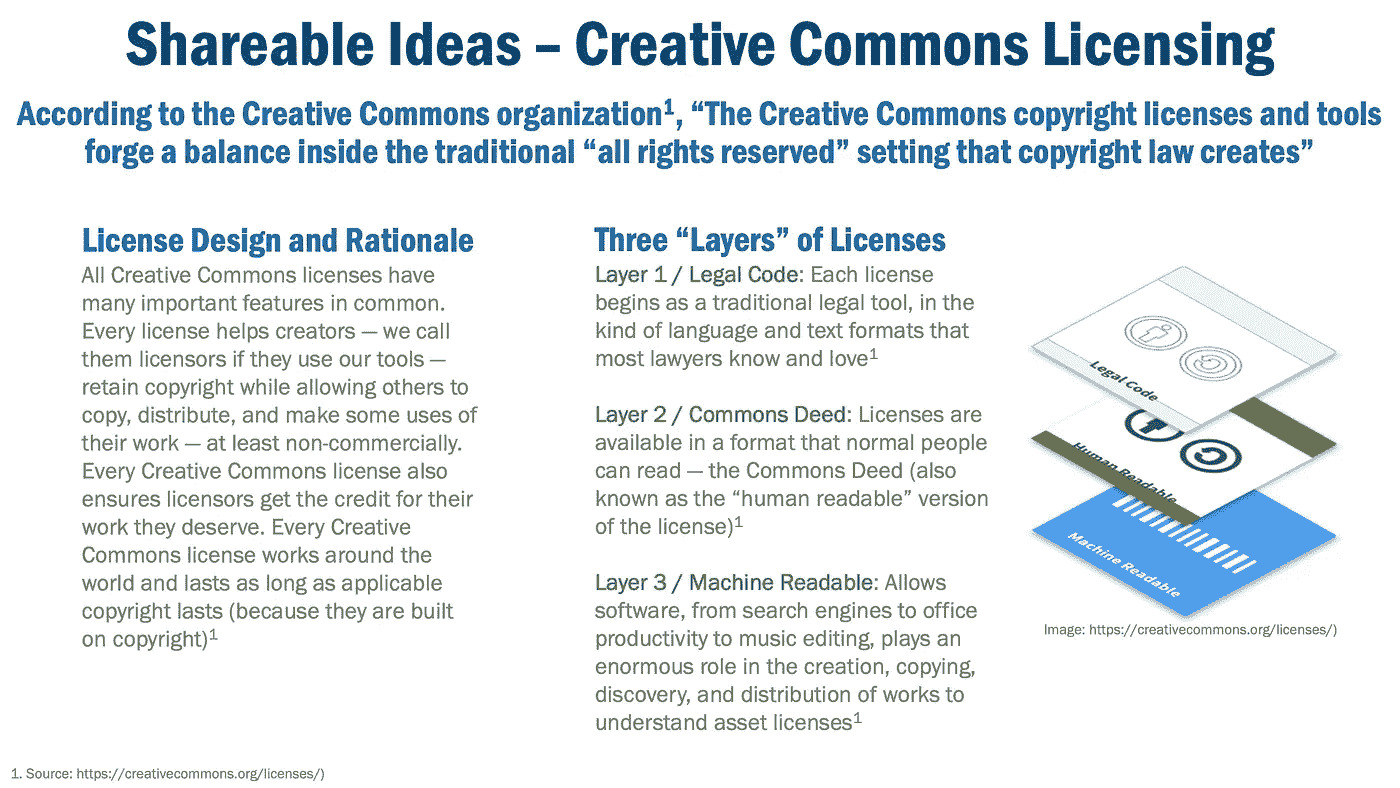 Shareable Ideas – Creative Commons Licensing
According to the Creative Commons organization¹, “The Creative Commons copyright licenses and tools
forge a balance inside the traditional “all rights reserved” setting that copyright law creates”
License Design and Rationale
All Creative Commons licenses have
many important features in common.
Every license helps creators — we call
them licensors if they use our tools —
retain copyright while allowing others to
copy, distribute, and make some uses of
their work — at least non-commercially.
Every Creative Commons license also
ensures licensors get the credit for their
work they deserve. Every Creative
Commons license works around the
world and lasts as long as applicable
copyright lasts (because they are built
on copyright)¹
Three “Layers” of Licenses
Layer 1 / Legal Code: Each license
begins as a traditional legal tool, in the
kind of language and text formats that
most lawyers know and love¹
Layer 2 / Commons Deed: Licenses are
available in a format that normal people
can read — the Commons Deed (also
known as the “human readable” version
of the license)¹
Layer 3 / Machine Readable: Allows
software, from search engines to office
productivity to music editing, plays an
enormous role in the creation, copying,
discovery, and distribution of works to
understand asset licenses¹
Legal Code
Human Readable
Machine Readable
Image: https://creativecommons.org/licenses/)
1. Source: https://creativecommons.org/licenses/)